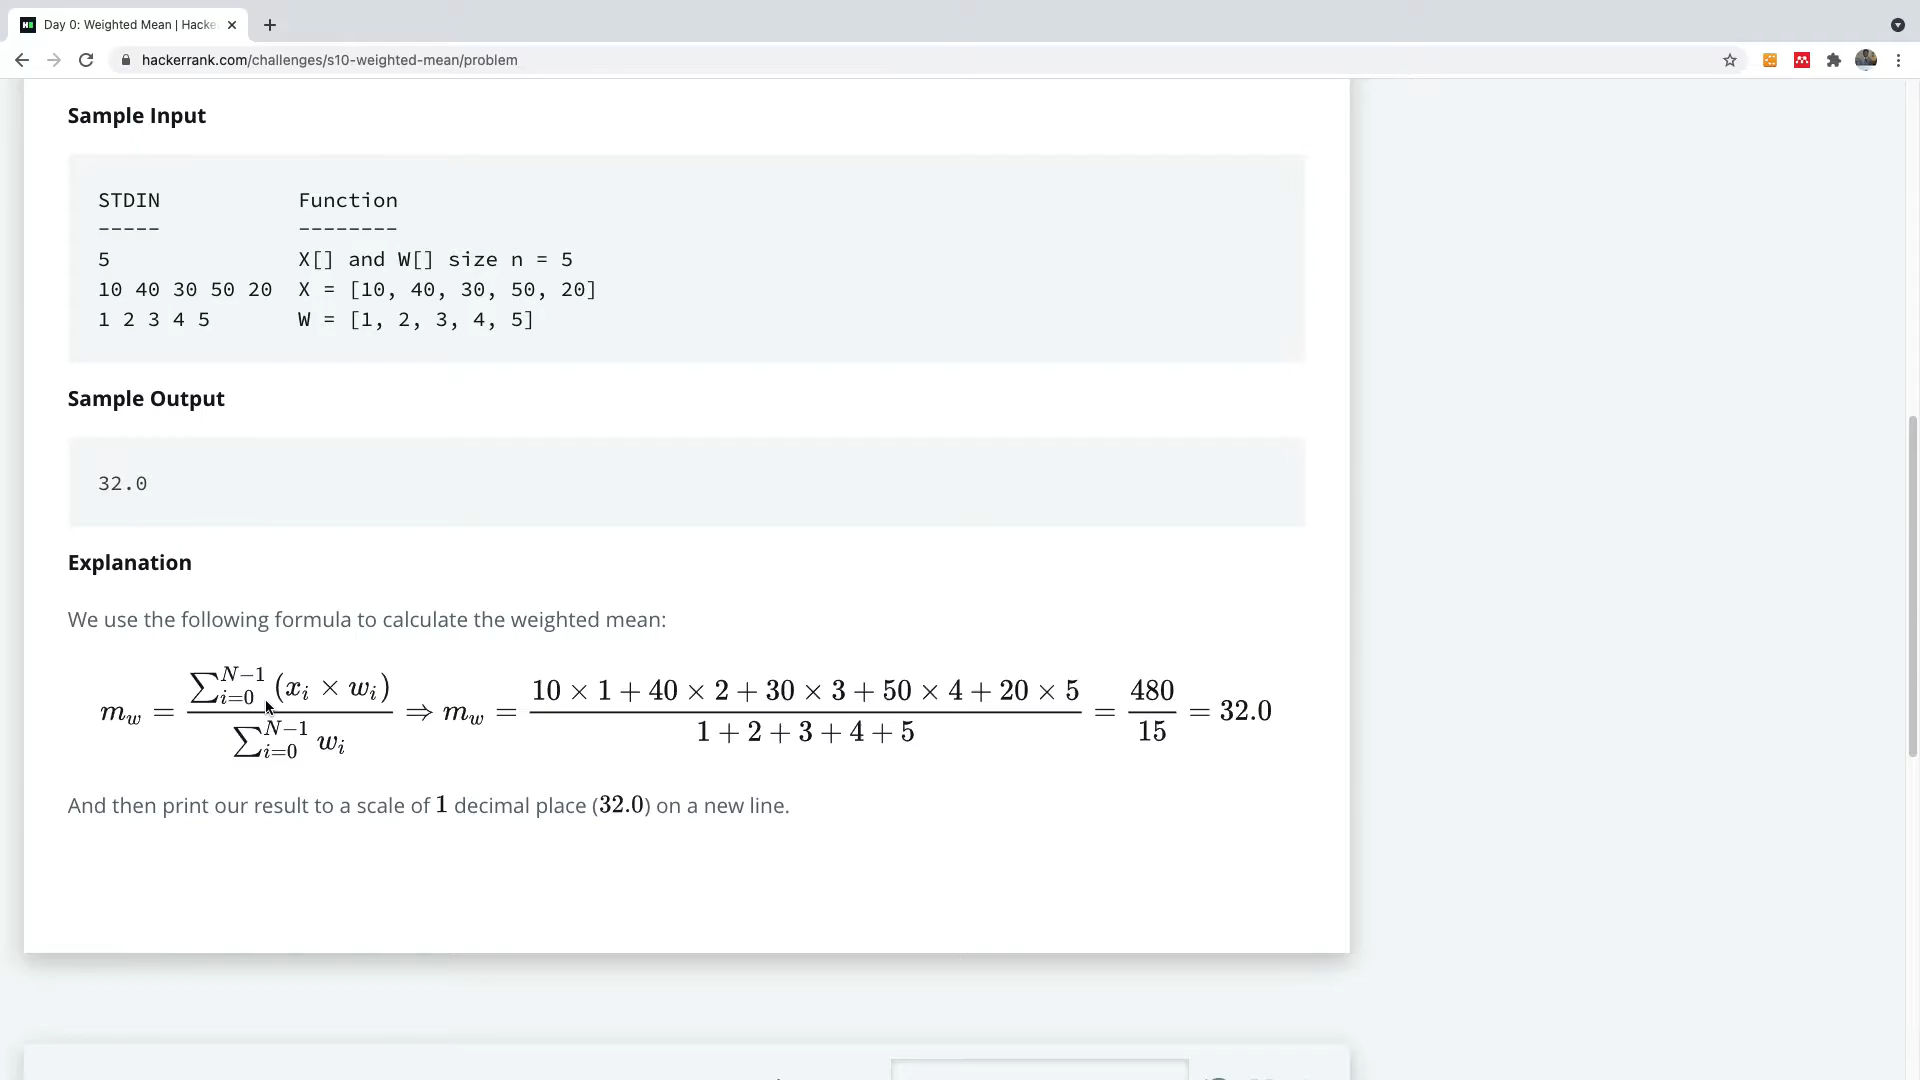 Day 0: Weighted Mean | Hacke
hackerrank.com/challenges/s10-weighted-mean/problem
Sample Input
STDIN Function
----- --------
5 X[] and W[] size n = 5
10 40 30 50 20 X = [10, 40, 30, 50, 20]
1 2 3 4 5 W = [1, 2, 3, 4, 5]
Sample Output
32.0
Explanation
We use the following formula to calculate the weighted mean:
m_w = \frac{\sum_{i=0}^{N-1} (x_i × w_i)}{\sum_{i=0}^{N-1} w_i} ⇒ m_w = \frac{10 × 1 + 40 × 2 + 30 × 3 + 50 × 4 + 20 × 5}{1 + 2 + 3 + 4 + 5} = \frac{480}{15} = 32.0
And then print our result to a scale of 1 decimal place (32.0) on a new line.